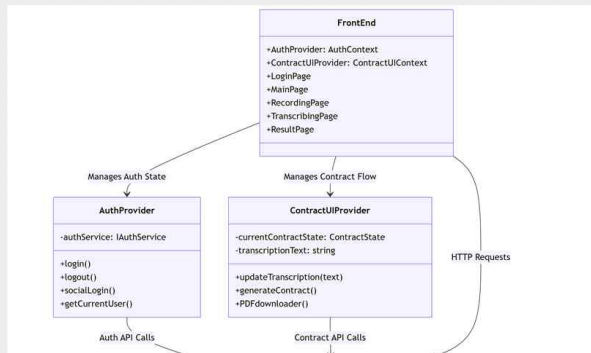 FrontEnd
+AuthProvider: AuthContext
+ContractUIProvider: ContractUIContext
+LoginPage
+MainPage
+RecordingPage
+TranscribingPage
+ResultPage
Manages Auth State
Manages Contract Flow
AuthProvider
-authService: IAuthService
+login()
+logout()
+socialLogin()
+getCurrentUser()
ContractUIProvider
-currentContractState: ContractState
-transcriptionText: string
+updateTranscription(text)
+generateContract()
+PDFdownloader()
HTTP Requests
Auth API Calls
Contract API Calls